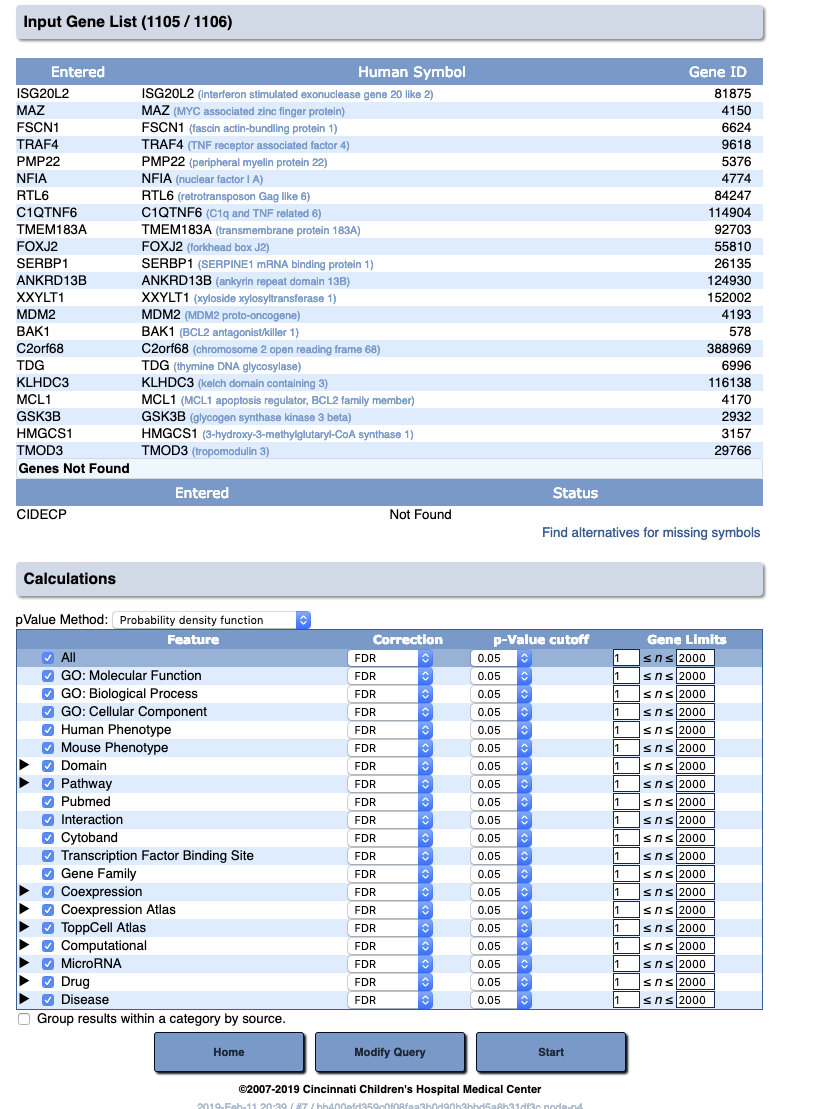 Input Gene List (1105 / 1106)
Entered Human Symbol Gene ID
ISG20L2 ISG20L2 (interferon stimulated exonuclease gene 20 like 2) 81875
MAZ MAZ (MYC associated zinc finger protein) 4150
FSCN1 FSCN1 (fascin actin-bundling protein 1) 6624
TRAF4 TRAF4 (TNF receptor associated factor 4) 9618
PMP22 PMP22 (peripheral myelin protein 22) 5376
NFIA NFIA (nuclear factor I A) 4774
RTL6 RTL6 (retrotransposon Gag like 6) 84247
C1QTNF6 C1QTNF6 (C1q and TNF related 6) 114904
TMEM183A TMEM183A (transmembrane protein 183A) 92703
FOXJ2 FOXJ2 (forkhead box J2) 55810
SERBP1 SERBP1 (SERPINE1 mRNA binding protein 1) 26135
ANKRD13B ANKRD13B (ankyrin repeat domain 13B) 124930
XXYLT1 XXYLT1 (xyloside xylosyltransferase 1) 152002
MDM2 MDM2 (MDM2 proto-oncogene) 4193
BAK1 BAK1 (BCL2 antagonist/killer 1) 578
C2orf68 C2orf68 (chromosome 2 open reading frame 68) 388969
TDG TDG (thymine DNA glycosylase) 6996
KLHDC3 KLHDC3 (kelch domain containing 3) 116138
MCL1 MCL1 (MCL1 apoptosis regulator, BCL2 family member) 4170
GSK3B GSK3B (glycogen synthase kinase 3 beta) 2932
HMGCS1 HMGCS1 (3-hydroxy-3-methylglutaryl-CoA synthase 1) 3157
TMOD3 TMOD3 (tropomodulin 3) 29766
Genes Not Found
Entered Status
CIDECP Not Found
Find alternatives for missing symbols
Calculations
pValue Method: Probability density function
Feature Correction p-Value cutoff Gene Limits
All FDR 0.05 1 ≤ n ≤ 2000
GO: Molecular Function FDR 0.05 1 ≤ n ≤ 2000
GO: Biological Process FDR 0.05 1 ≤ n ≤ 2000
GO: Cellular Component FDR 0.05 1 ≤ n ≤ 2000
Human Phenotype FDR 0.05 1 ≤ n ≤ 2000
Mouse Phenotype FDR 0.05 1 ≤ n ≤ 2000
Domain FDR 0.05 1 ≤ n ≤ 2000
Pathway FDR 0.05 1 ≤ n ≤ 2000
Pubmed FDR 0.05 1 ≤ n ≤ 2000
Interaction FDR 0.05 1 ≤ n ≤ 2000
Cytoband FDR 0.05 1 ≤ n ≤ 2000
Transcription Factor Binding Site FDR 0.05 1 ≤ n ≤ 2000
Gene Family FDR 0.05 1 ≤ n ≤ 2000
Coexpression FDR 0.05 1 ≤ n ≤ 2000
Coexpression Atlas FDR 0.05 1 ≤ n ≤ 2000
ToppCell Atlas FDR 0.05 1 ≤ n ≤ 2000
Computational FDR 0.05 1 ≤ n ≤ 2000
MicroRNA FDR 0.05 1 ≤ n ≤ 2000
Drug FDR 0.05 1 ≤ n ≤ 2000
Disease FDR 0.05 1 ≤ n ≤ 2000
Group results within a category by source.
Home Modify Query Start
©2007-2019 Cincinnati Children's Hospital Medical Center
2019-Feb-11 20:39 / #7 /